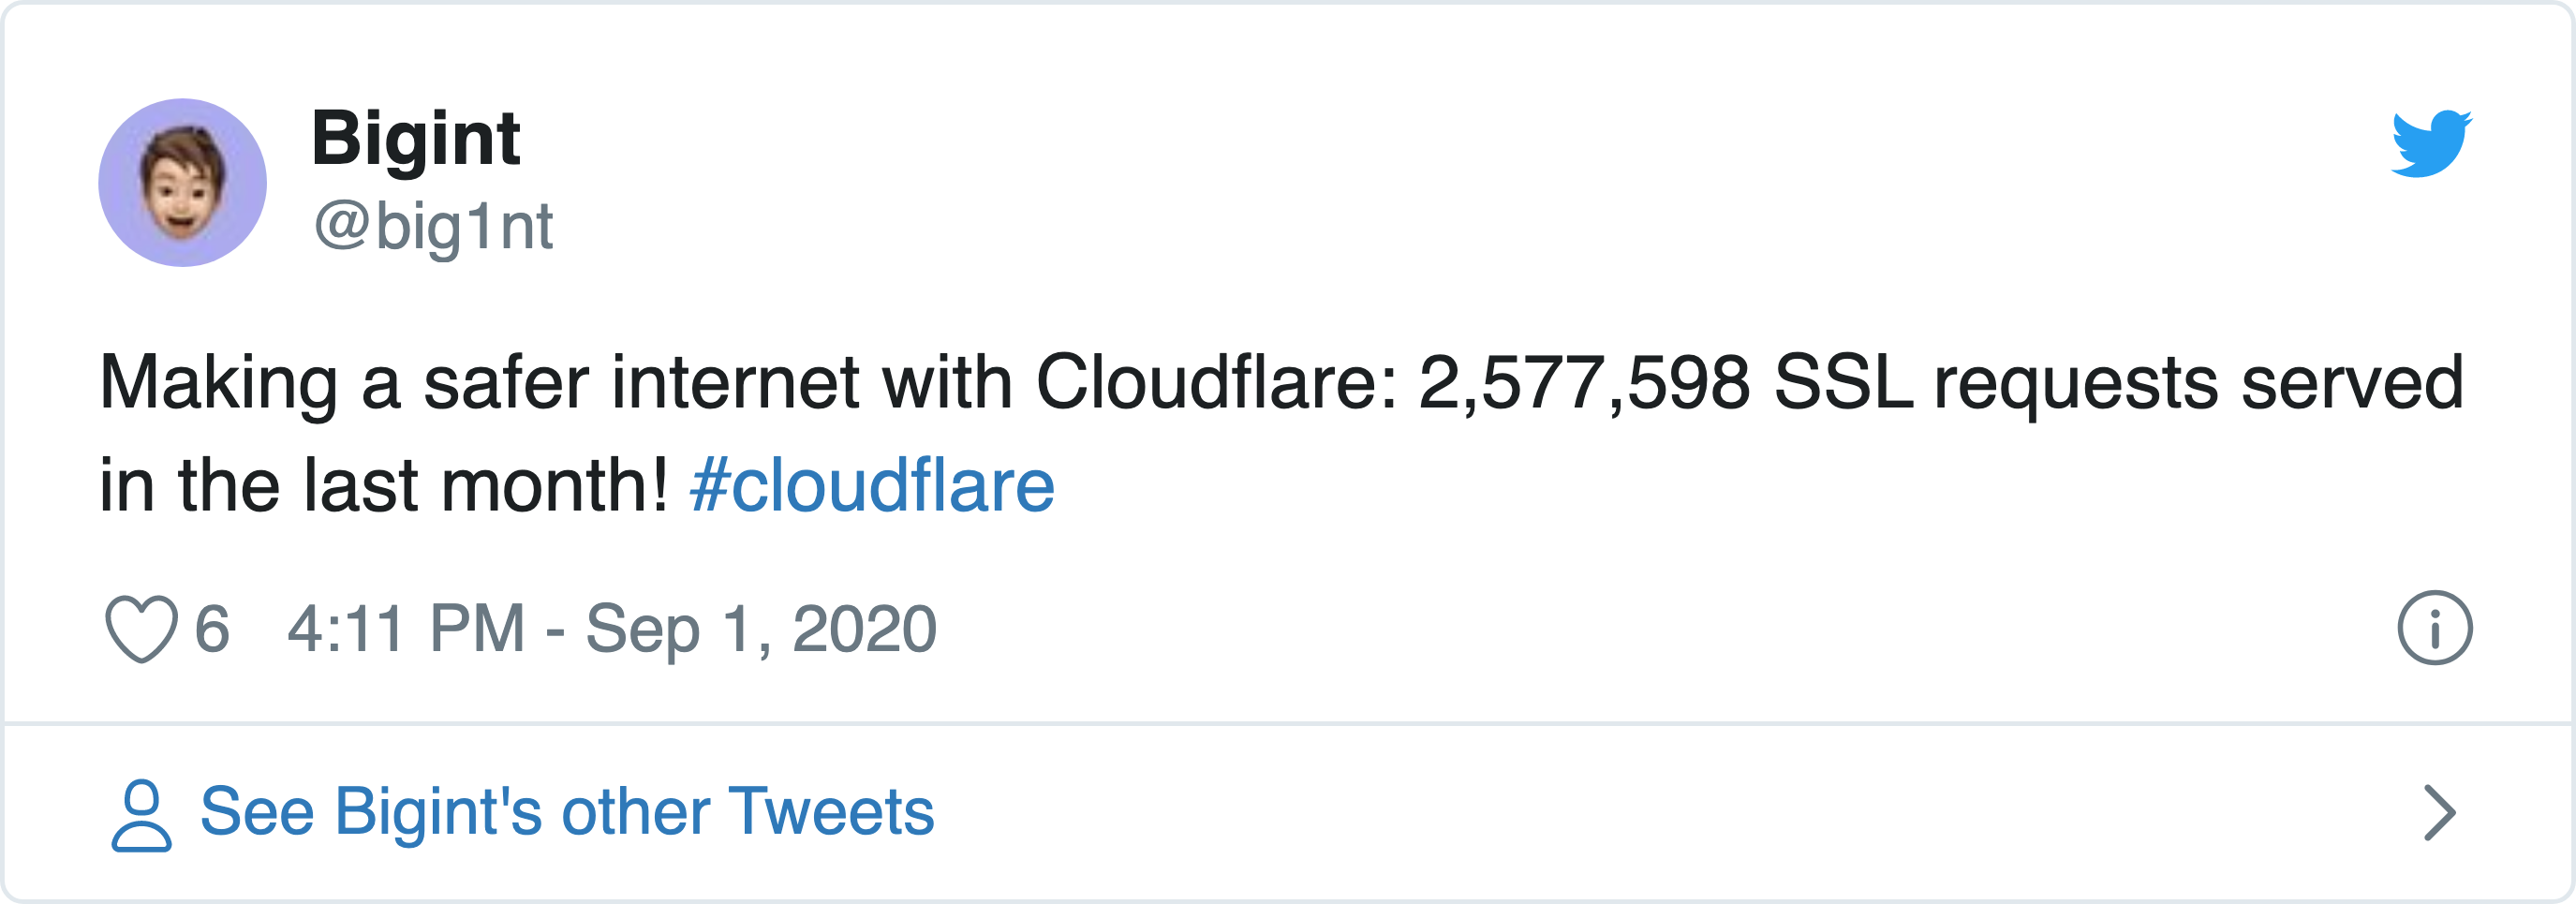 Bigint
@big1nt
Making a safer internet with Cloudflare: 2,577,598 SSL requests served
in the last month! #cloudflare
6 4:11 PM - Sep 1, 2020
See Bigint's other Tweets